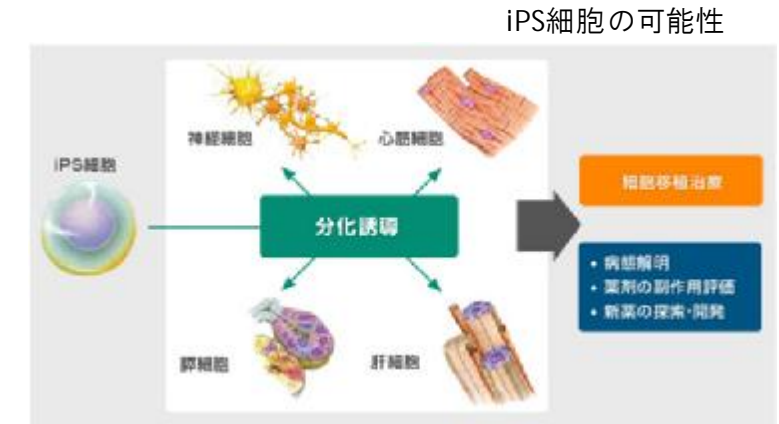 iPS細胞の可能性
神経細胞
心筋細胞
iPS細胞
細胞移植治療
分化誘導
• 病態解明
• 薬剤の副作用評価
• 新薬の探索・開発
膵細胞
肝細胞